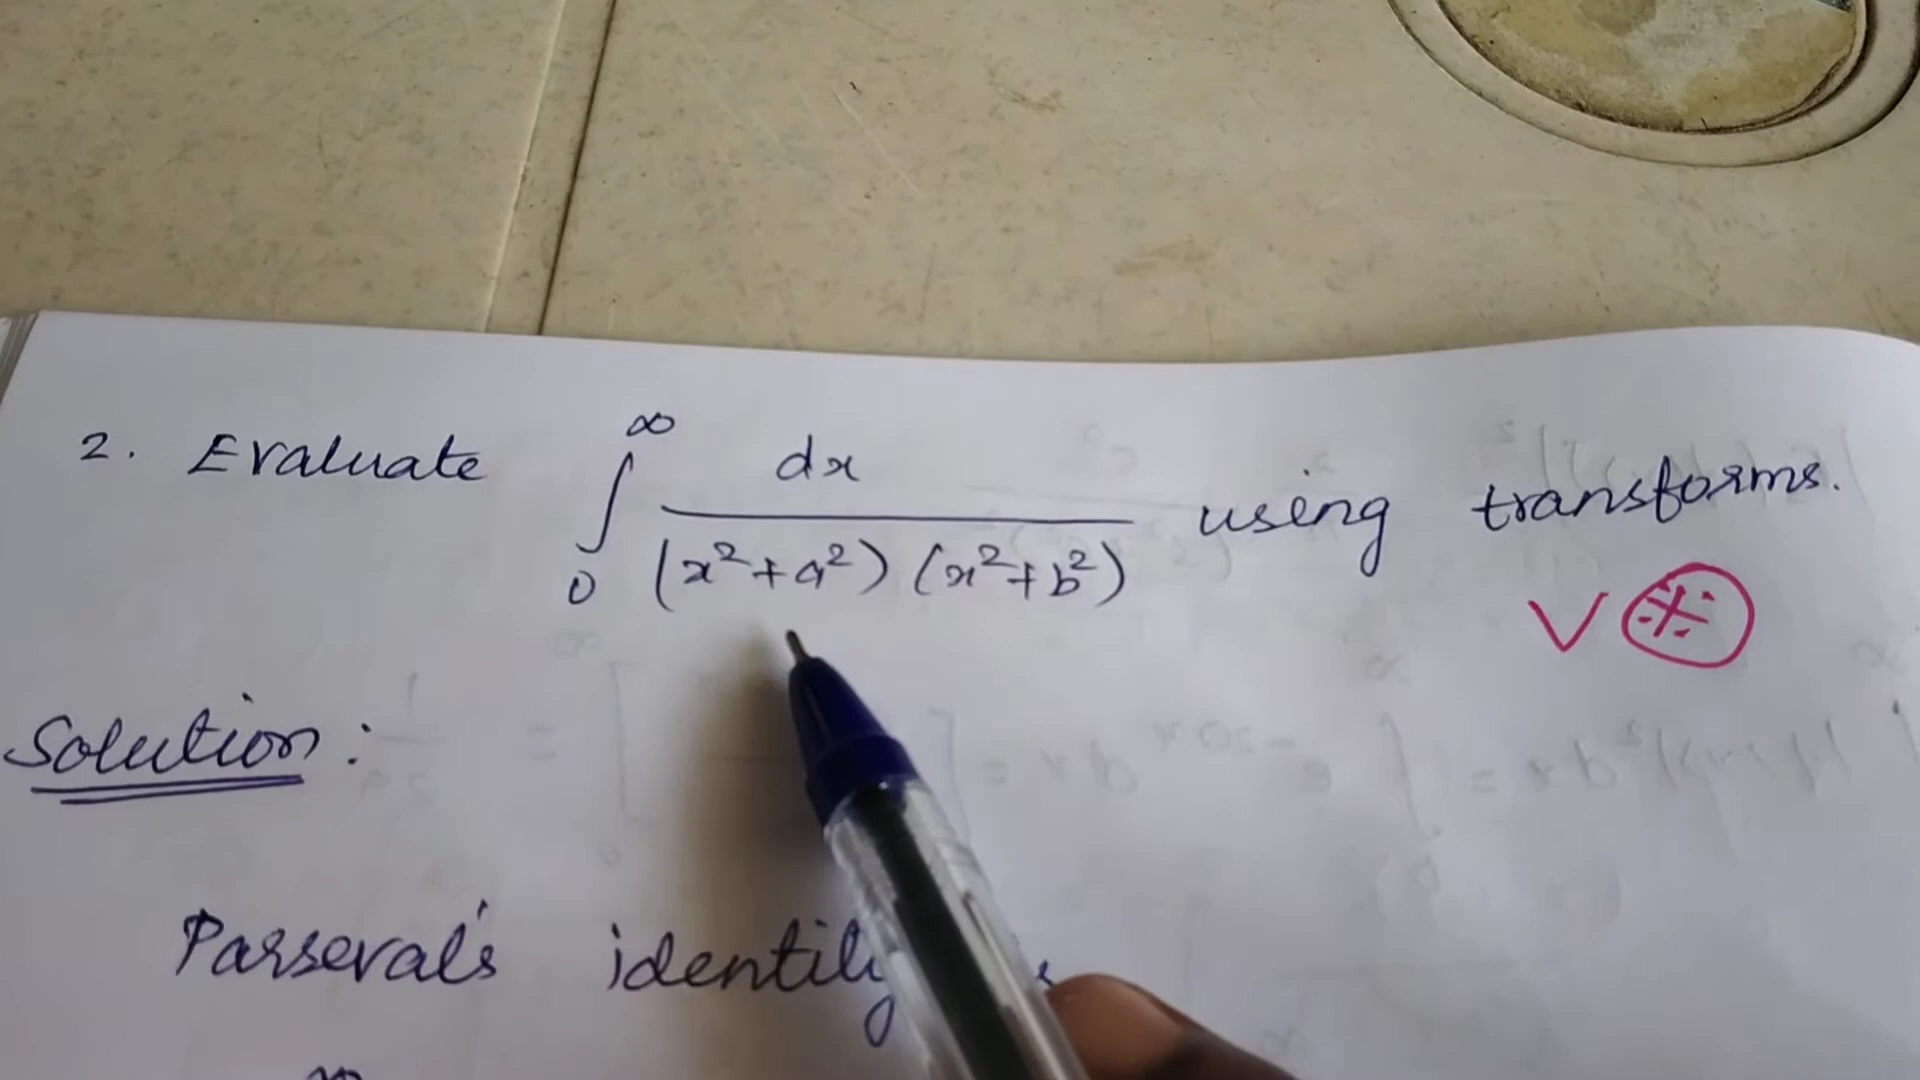 2. Evaluate ∫₀^∞ dx / (x²+a²) (x²+b²) using transforms.
V
Solution:
Parseval's identity